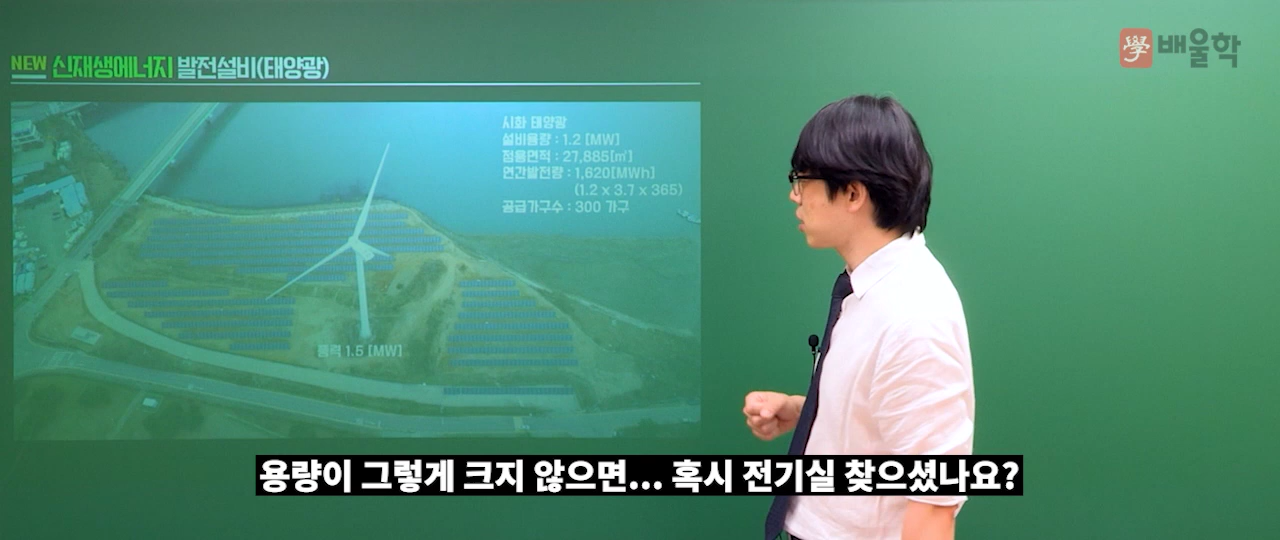 學 배울학
NEW 신재생에너지 발전설비(태양광)
시화 태양광
설비용량 : 1.2 [MW]
점용면적 : 27,885[㎡]
연간발전량 : 1,620[MWh]
(1.2 x 3.7 x 365)
공급가구수 : 300 가구
풍력 1.5 [MW]
용량이 그렇게 크지 않으면... 혹시 전기실 찾으셨나요?